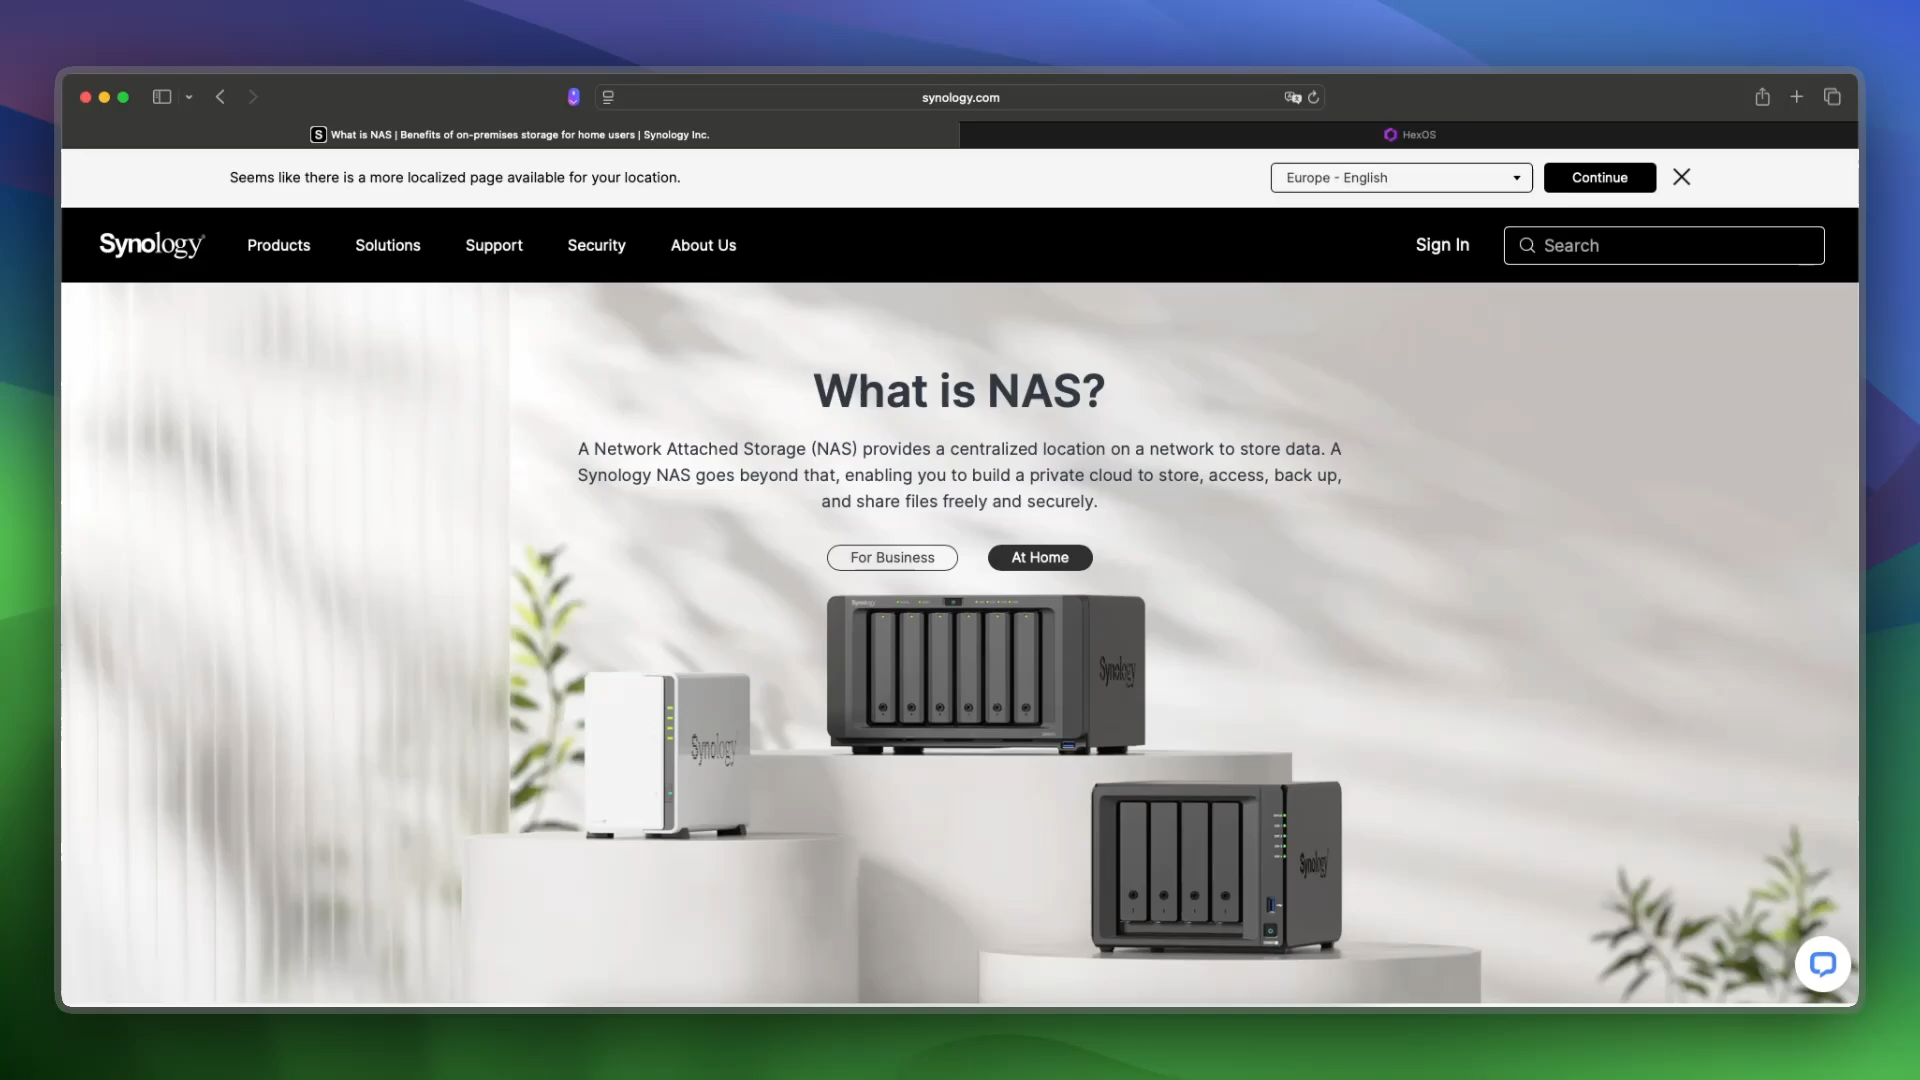 synology.com
What is NAS | Benefits of on-premises storage for home users | Synology Inc.
HexOS
Seems like there is a more localized page available for your location.
Europe - English
Continue
Synology
Products
Solutions
Support
Security
About Us
Sign In
Search
What is NAS?
A Network Attached Storage (NAS) provides a centralized location on a network to store data. A
Synology NAS goes beyond that, enabling you to build a private cloud to store, access, back up,
and share files freely and securely.
For Business
At Home
Synology
Synology
Synology
Synology